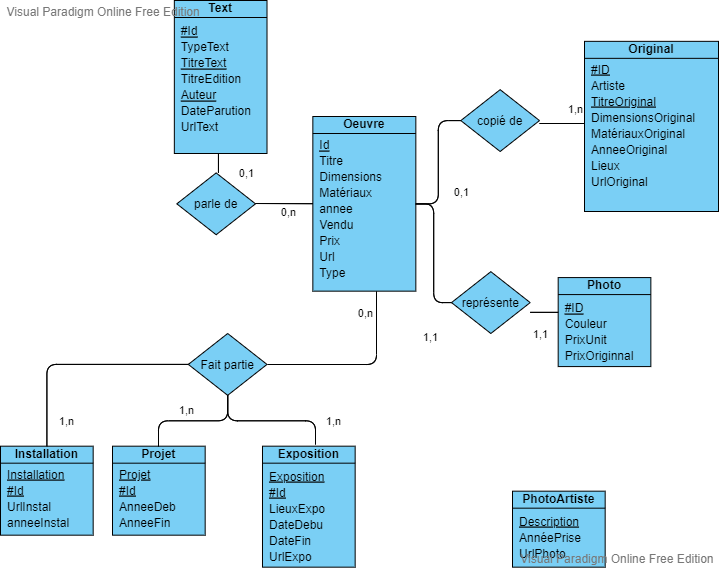 Visual Paradigm Online Free Edition
Text
#Id
TypeText
TitreText
TitreEdition
Auteur
DateParution
UrlText
0,1
parle de
0,n
Oeuvre
Id
Titre
Dimensions
Matériaux
annee
Vendu
Prix
Url
Type
copié de
0,1
1,n
Original
#ID
Artiste
TitreOriginal
DimensionsOriginal
MatériauxOriginal
AnneeOriginal
Lieux
UrlOriginal
représente
1,1
1,1
Photo
#ID
Couleur
PrixUnit
PrixOriginnal
0,n
Fait partie
1,n
1,n
1,n
Installation
Installation
#Id
UrlInstal
anneeInstal
Projet
Projet
#Id
AnneeDeb
AnneeFin
Exposition
Exposition
#Id
LieuxExpo
DateDebu
DateFin
UrlExpo
PhotoArtiste
Description
AnnéePrise
UrlPhoto
Visual Paradigm Online Free Edition